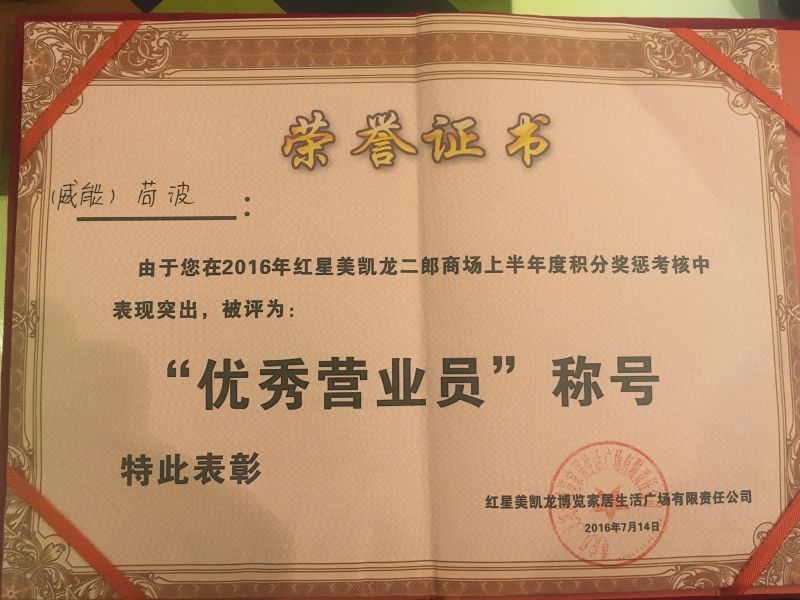 荣誉证书
(威能) 苟波 :
由于您在2016年红星美凯龙二郎商场上半年度积分奖惩考核中
表现突出，被评为：
“优秀营业员”称号
特此表彰
红星美凯龙博览家居生活广场有限责任公司
2016年7月14日